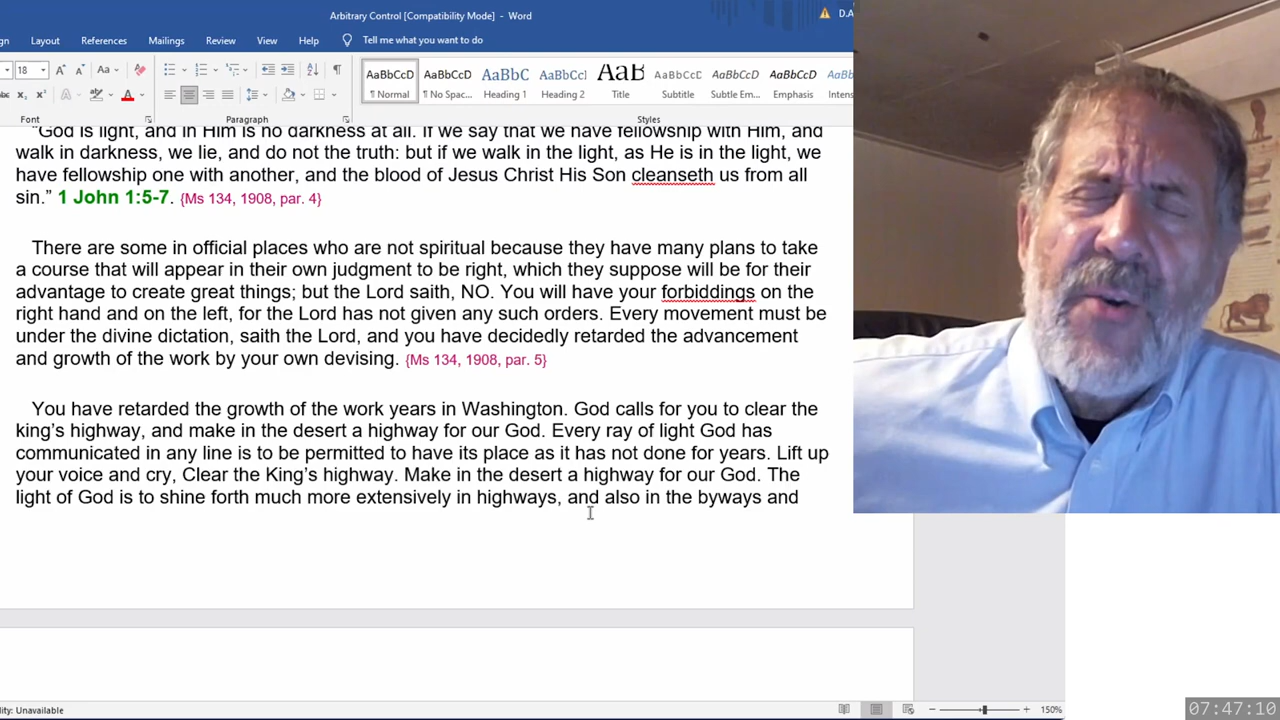 Arbitrary Control [Compatibility Mode] - Word
D.A
gn Layout References Mailings Review View Help Tell me what you want to do
18 Aa
AaBbCcD AaBbCcD AaBbC AaBbCcl AaB AaBbCcD AaBbCcD AaBbCcD AaBb
¶ Normal ¶ No Spac... Heading 1 Heading 2 Title Subtitle Subtle Em... Emphasis Intens
Font Paragraph Styles
“God is light, and in Him is no darkness at all. If we say that we have fellowship with Him, and
walk in darkness, we lie, and do not the truth: but if we walk in the light, as He is in the light, we
have fellowship one with another, and the blood of Jesus Christ His Son cleanseth us from all
sin.” 1 John 1:5-7. {Ms 134, 1908, par. 4}
There are some in official places who are not spiritual because they have many plans to take
a course that will appear in their own judgment to be right, which they suppose will be for their
advantage to create great things; but the Lord saith, NO. You will have your forbiddings on the
right hand and on the left, for the Lord has not given any such orders. Every movement must be
under the divine dictation, saith the Lord, and you have decidedly retarded the advancement
and growth of the work by your own devising. {Ms 134, 1908, par. 5}
You have retarded the growth of the work years in Washington. God calls for you to clear the
king’s highway, and make in the desert a highway for our God. Every ray of light God has
communicated in any line is to be permitted to have its place as it has not done for years. Lift up
your voice and cry, Clear the King’s highway. Make in the desert a highway for our God. The
light of God is to shine forth much more extensively in highways, and also in the byways and
lity: Unavailable
150%
07:47:10